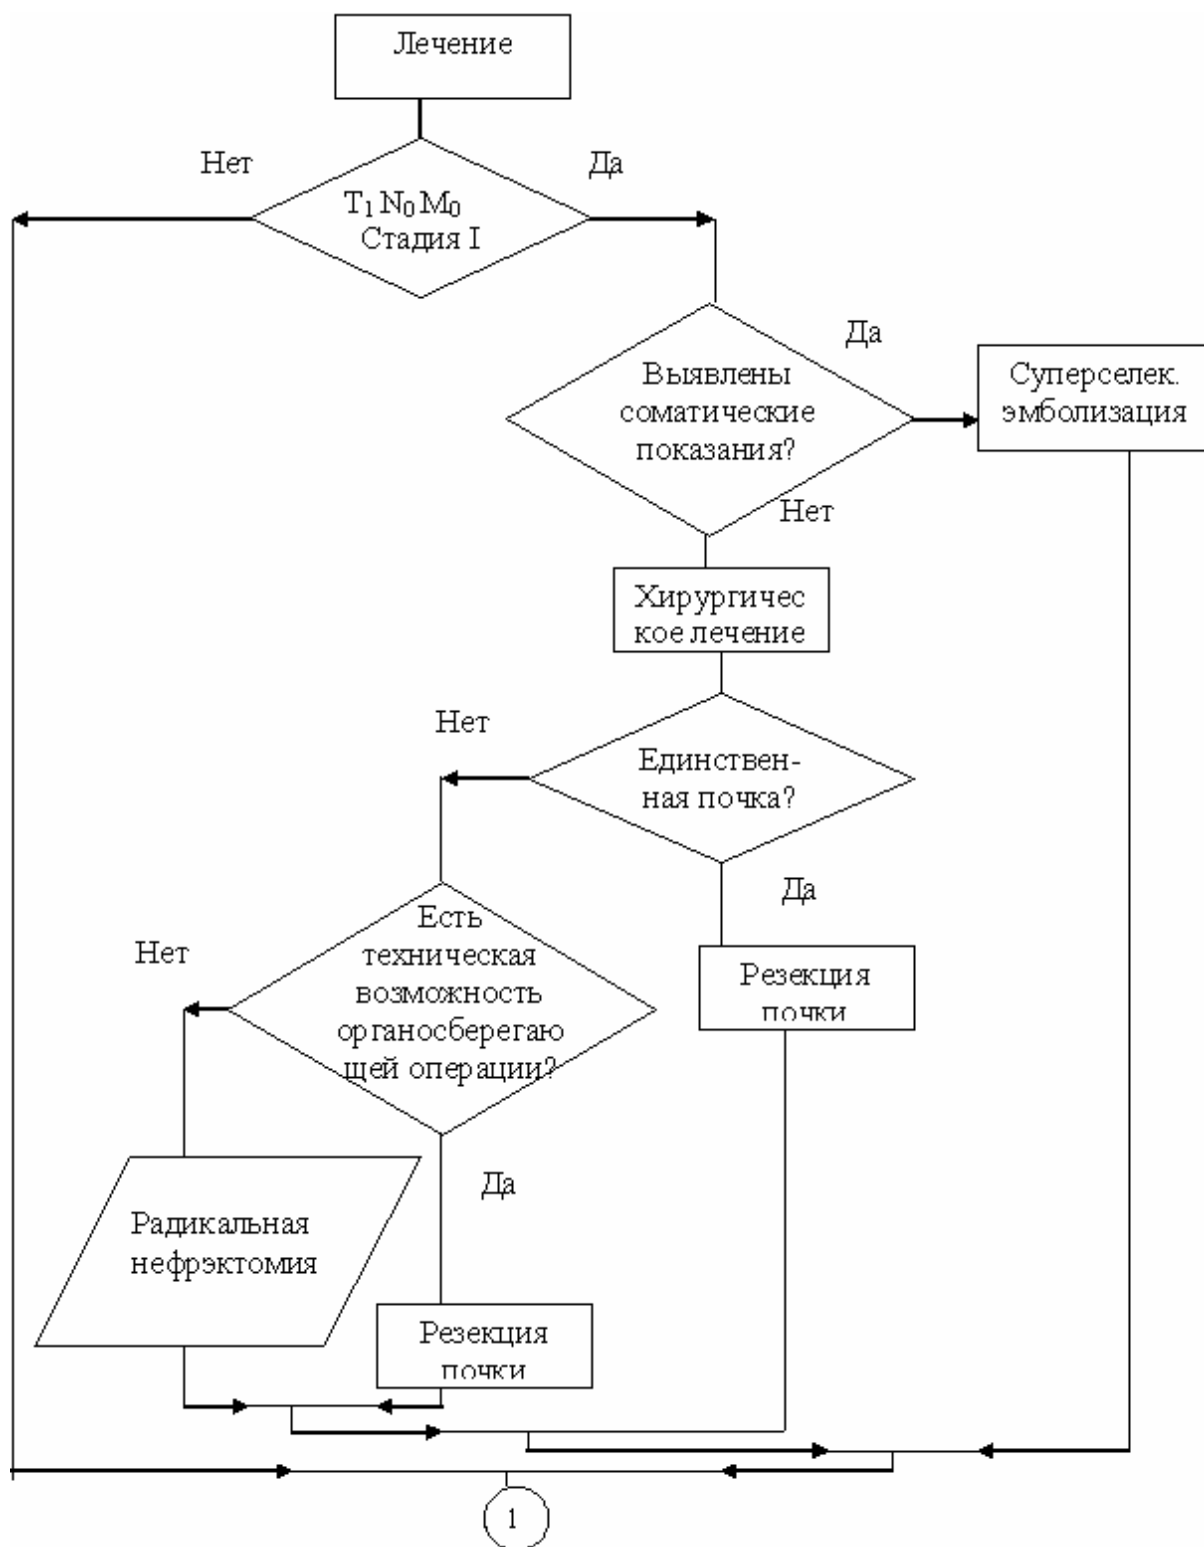 Лечение
Нет
Да
T₁ N₀ M₀
Стадия I
Да
Выявлены
соматические
показания?
Суперселек.
эмболизация
Нет
Хирургичес
кое лечение
Нет
Единствен-
ная почка?
Да
Есть
техническая
возможность
органосберегаю
щей операции?
Нет
Резекция
почки
Да
Радикальная
нефрэктомия
Резекция
почки
1